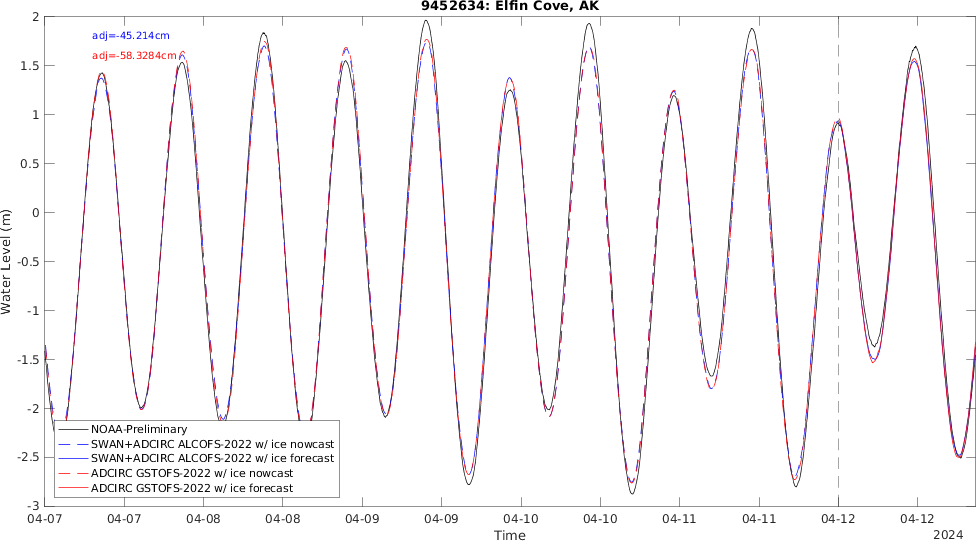 9452634: Elfin Cove, AK
2
adj=-45.214cm
adj=-58.3284cm
1.5
1
0.5
0
-0.5
-1
-1.5
-2
-2.5
-3
Water Level (m)
NOAA-Preliminary
SWAN+ADCIRC ALCOFS-2022 w/ ice nowcast
SWAN+ADCIRC ALCOFS-2022 w/ ice forecast
ADCIRC GSTOFS-2022 w/ ice nowcast
ADCIRC GSTOFS-2022 w/ ice forecast
04-07 04-07 04-08 04-08 04-09 04-09 04-10 04-10 04-11 04-11 04-12 04-12
Time
2024